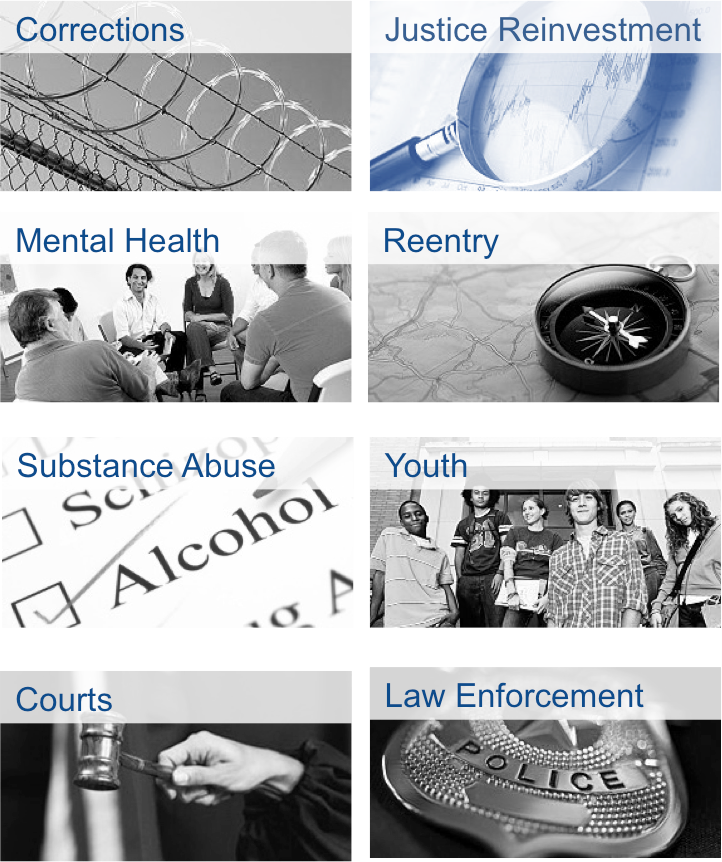 Corrections
Justice Reinvestment
Mental Health
Reentry
Substance Abuse
Alcohol
Youth
Courts
Law Enforcement
POLICE